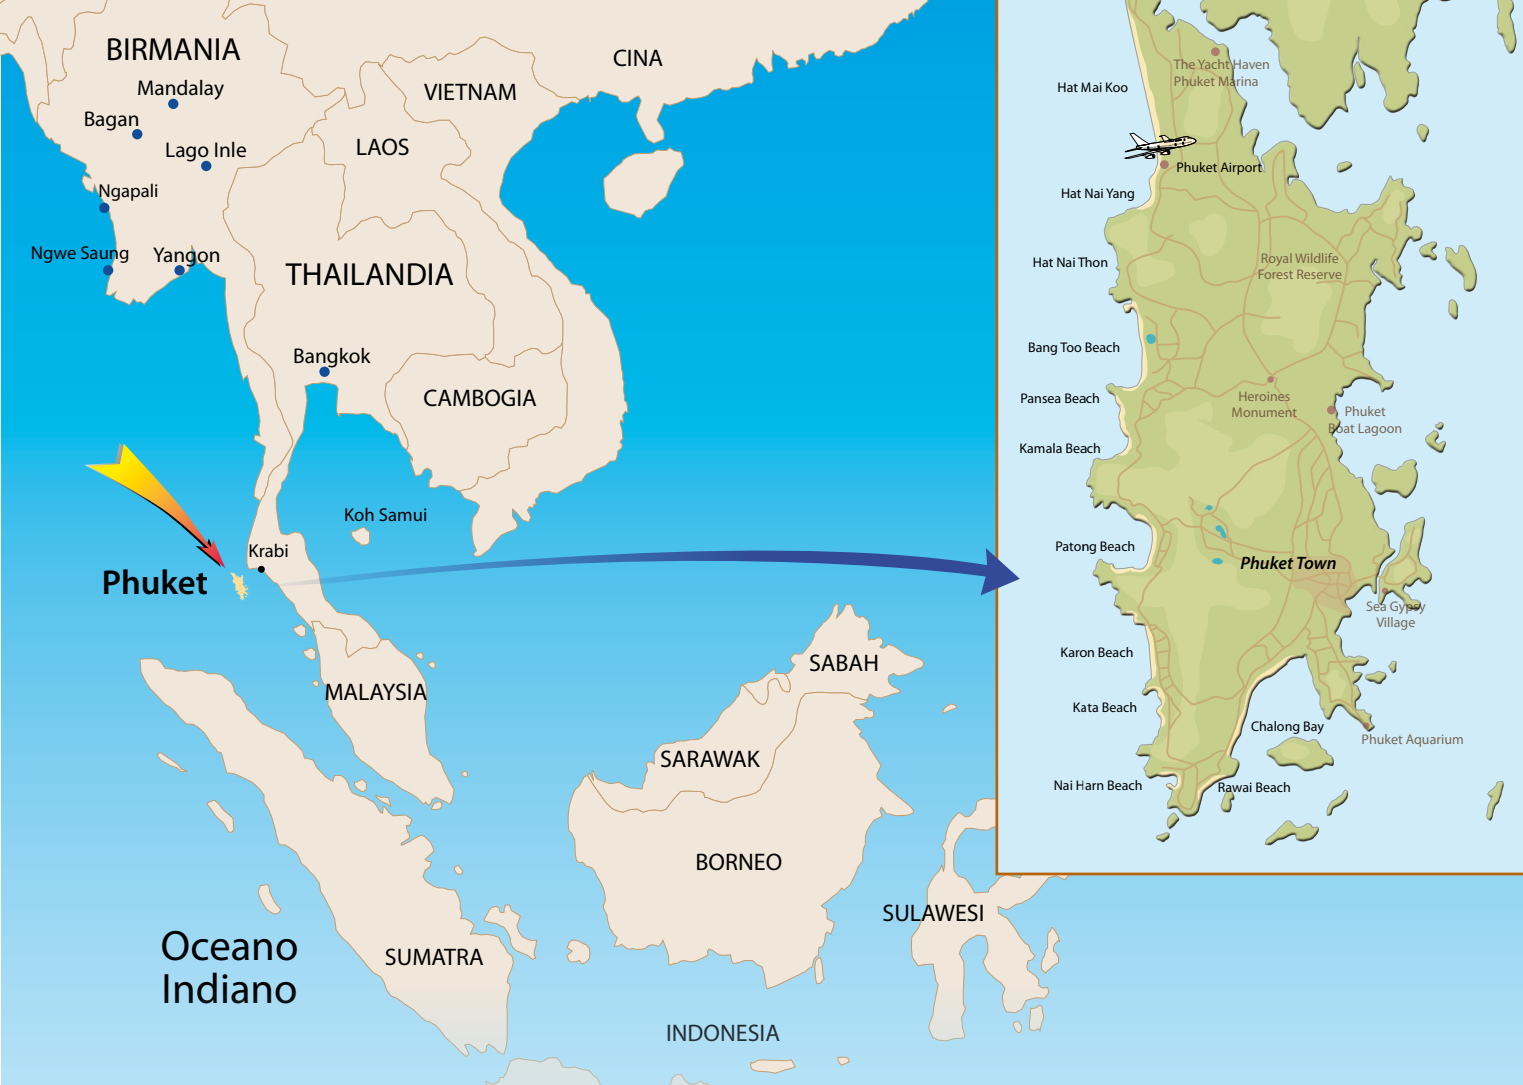 BIRMANIA
Mandalay
Bagan
Lago Inle
Ngapali
Ngwe Saung
Yangon
CINA
VIETNAM
LAOS
THAILANDIA
Bangkok
CAMBOGIA
Koh Samui
Krabi
Phuket
MALAYSIA
SABAH
SARAWAK
BORNEO
SULAWESI
SUMATRA
Oceano
Indiano
INDONESIA
The Yacht Haven
Phuket Marina
Hat Mai Koo
Phuket Airport
Hat Nai Yang
Hat Nai Thon
Royal Wildlife
Forest Reserve
Bang Too Beach
Pansea Beach
Heroines
Monument
Phuket
Boat Lagoon
Kamala Beach
Patong Beach
Phuket Town
Sea Gypsy
Village
Karon Beach
Kata Beach
Chalong Bay
Phuket Aquarium
Nai Harn Beach
Rawai Beach